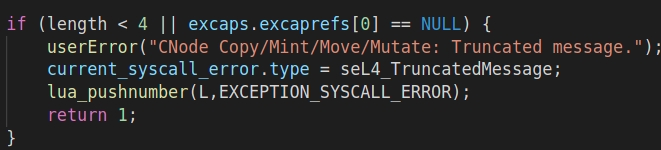 if (length < 4 || excaps.excaprefs[0] == NULL) {
userError("CNode Copy/Mint/Move/Mutate: Truncated message.");
current_syscall_error.type = seL4_TruncatedMessage;
lua_pushnumber(L,EXCEPTION_SYSCALL_ERROR);
return 1;
}